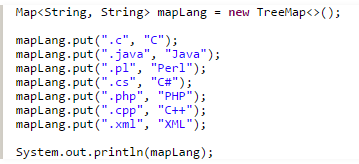 Map<String, String> mapLang = new TreeMap<>();
mapLang.put(".c", "C");
mapLang.put(".java", "Java");
mapLang.put(".pl", "Perl");
mapLang.put(".cs", "C#");
mapLang.put(".php", "PHP");
mapLang.put(".cpp", "C++");
mapLang.put(".xml", "XML");
System.out.println(mapLang);